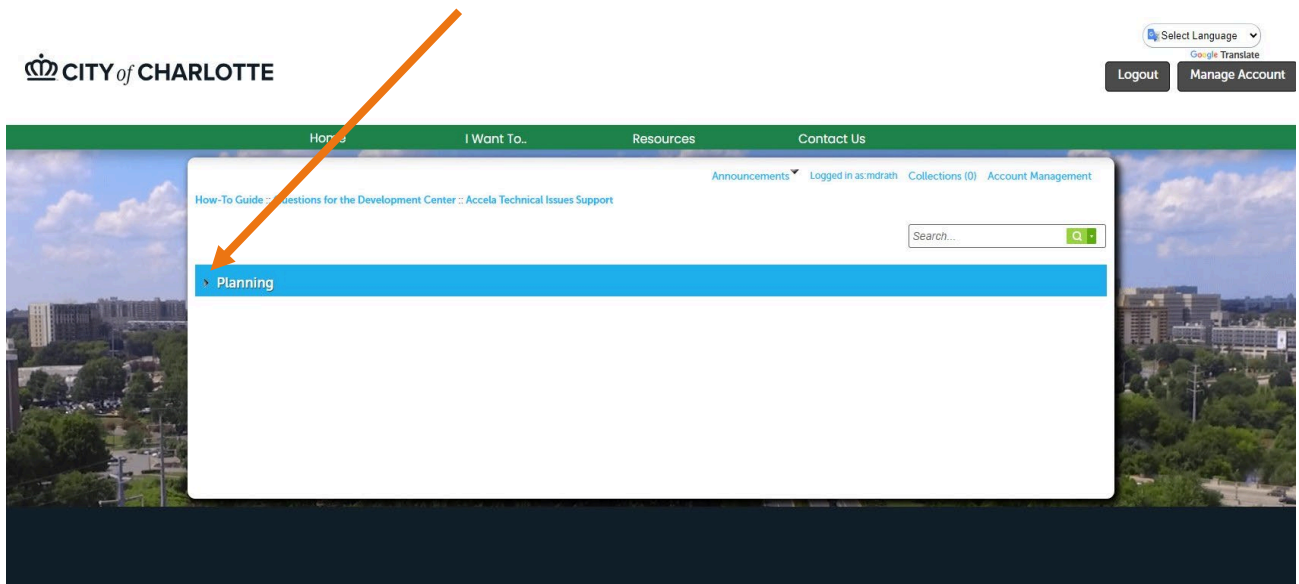 Select Language
Google Translate
CITY of CHARLOTTE
Logout Manage Account
Home I Want To.. Resources Contact Us
Announcements Logged in as:mdrath Collections (0) Account Management
How-To Guide :: Questions for the Development Center :: Accela Technical Issues Support
Search...
Planning